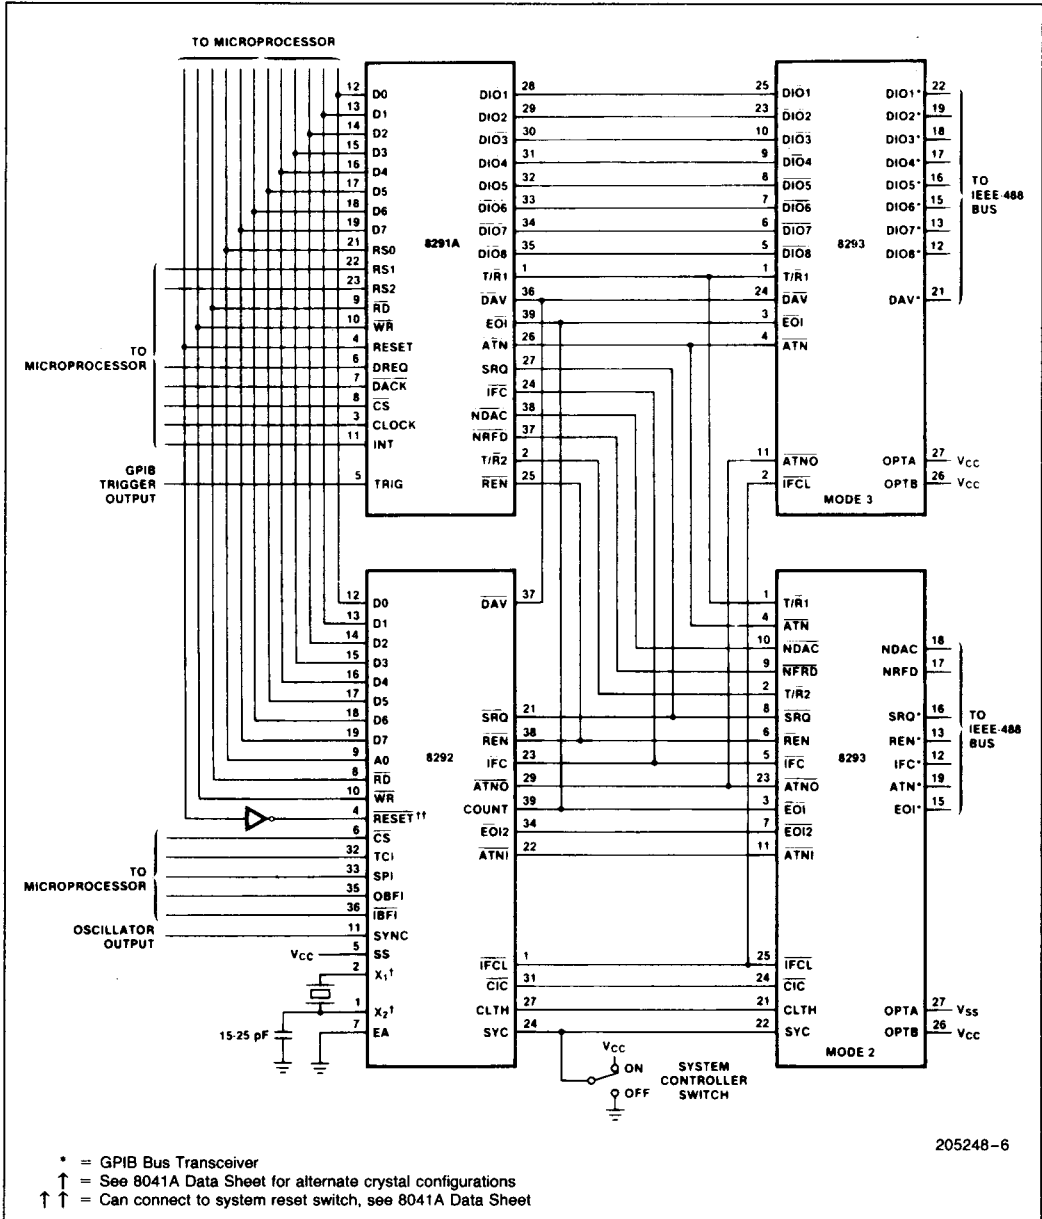 TO MICROPROCESSOR
12 D0
13 D1
14 D2
15 D3
16 D4
17 D5
18 D6
19 D7
21 RS0
22 RS1
23 RS2
9 RD
10 WR
4 RESET
6 DREQ
7 DACK
8 CS
3 CLOCK
11 INT
5 TRIG
TO
MICROPROCESSOR
GPIB
TRIGGER
OUTPUT
8291A
DIO1 28
DIO2 29
DIO3 30
DIO4 31
DIO5 32
DIO6 33
DIO7 34
DIO8 35
T/R1 1
DAV 36
EOI 39
ATN 26
SRQ 27
IFC 24
NDAC 38
NRFD 37
T/R2 2
REN 25
25 DIO1
23 DIO2
10 DIO3
9 DIO4
8 DIO5
7 DIO6
6 DIO7
5 DIO8
1 T/R1
24 DAV
3 EOI
4 ATN
11 ATNO
2 IFCL
8293
DIO1* 22
DIO2* 19
DIO3* 18
DIO4* 17
DIO5* 16
DIO6* 15
DIO7* 13
DIO8* 12
DAV* 21
OPTA 27 VCC
OPTB 26 VCC
MODE 3
TO
IEEE-488
BUS
12 D0
13 D1
14 D2
15 D3
16 D4
17 D5
18 D6
19 D7
9 A0
8 RD
10 WR
4 RESET††
6 CS
32 TCI
33 SPI
35 OBFI
36 IBFI
11 SYNC
VCC 5 SS
2 X1†
1 X2†
7 EA
TO
MICROPROCESSOR
OSCILLATOR
OUTPUT
15-25 pF
8292
DAV 37
SRQ 21
REN 38
IFC 23
ATNO 29
COUNT 39
EOI2 34
ATNI 22
IFCL 1
CIC 31
CLTH 27
SYC 24
1 T/R1
4 ATN
10 NDAC
9 NFRD
2 T/R2
8 SRQ
6 REN
5 IFC
23 ATNO
3 EOI
7 EOI2
11 ATNI
25 IFCL
24 CIC
21 CLTH
22 SYC
8293
NDAC 18
NRFD 17
SRQ* 16
REN* 13
IFC* 12
ATN* 19
EOI* 15
OPTA 27 VSS
OPTB 26 VCC
MODE 2
TO
IEEE-488
BUS
VCC
ON
OFF
SYSTEM
CONTROLLER
SWITCH
205248-6
* = GPIB Bus Transceiver
↑ = See 8041A Data Sheet for alternate crystal configurations
↑ ↑ = Can connect to system reset switch, see 8041A Data Sheet